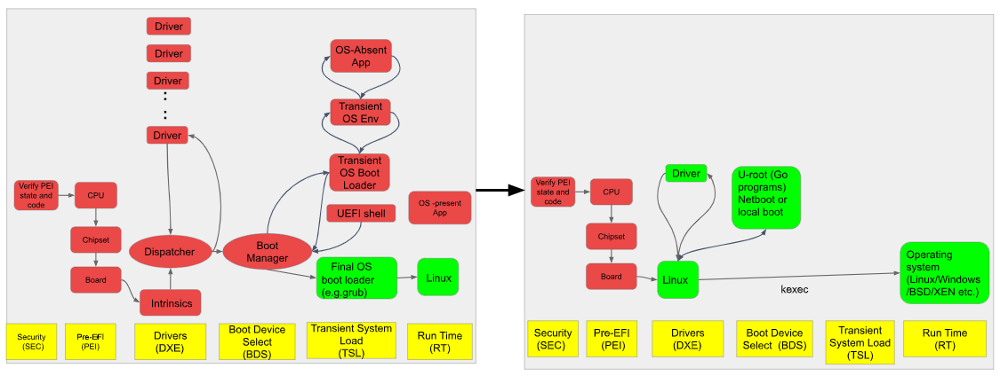 Driver
Driver
Driver
Driver
OS-Absent
App
Transient
OS Env
Transient
OS Boot
Loader
UEFI shell
OS -present
App
Verify PEI
state and
code
CPU
Chipset
Board
Dispatcher
Intrinsics
Boot
Manager
Final OS
boot loader
(e.g.grub)
Linux
Security
(SEC)
Pre-EFI
(PEI)
Drivers
(DXE)
Boot Device
Select
(BDS)
Transient System
Load
(TSL)
Run Time
(RT)
Verify PEI
state and
code
CPU
Chipset
Board
Driver
Linux
U-root (Go
programs)
Netboot or
local boot
kexec
Operating
system
(Linux/Windows
/BSD/XEN etc.)
Security
(SEC)
Pre-EFI
(PEI)
Drivers
(DXE)
Boot Device
Select (BDS)
Transient
System Load
(TSL)
Run Time
(RT)